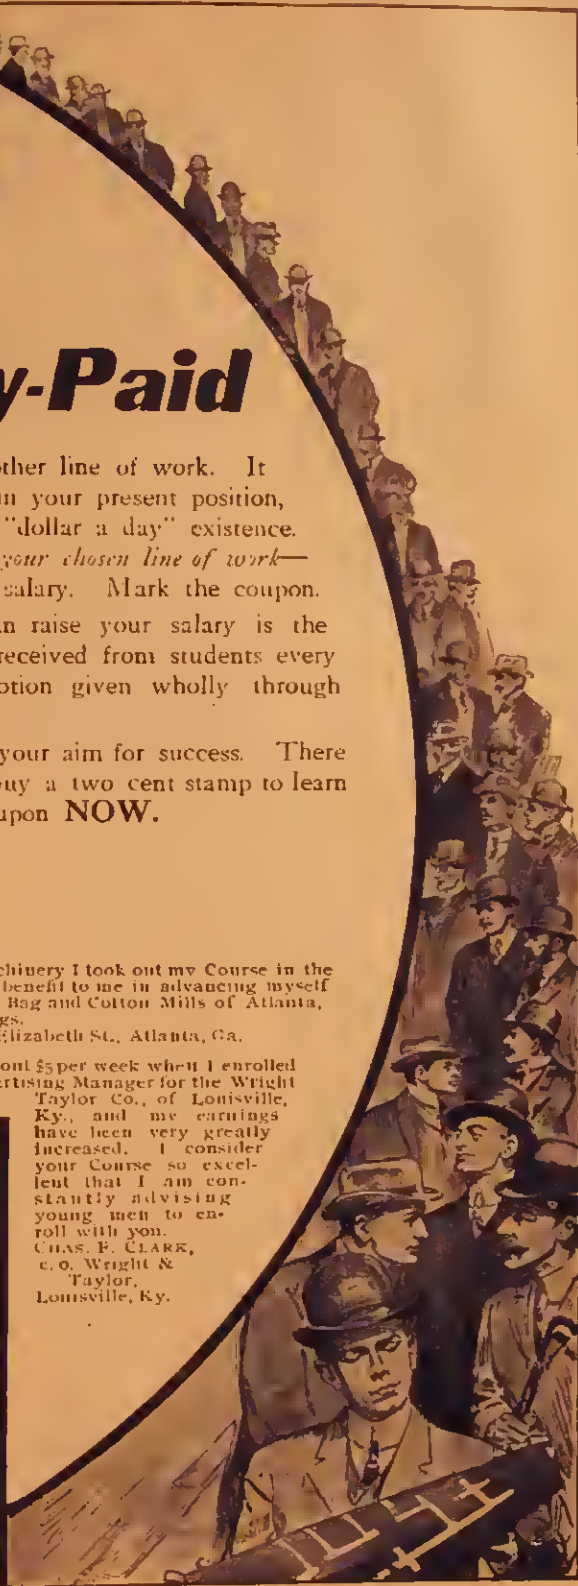 y-Paid
other line of work. It
in your present position,
"dollar a day" existence.
your chosen line of work—
salary. Mark the coupon.
n raise your salary is the
received from students every
otion given wholly through
your aim for success. There
uy a two cent stamp to learn
upon NOW.
chinery I took out my Course in the
benefit to me in advancing myself
Bag and Cotton Mills of Atlanta,
gs.
Elizabeth St., Atlanta, Ga.
out $5 per week when I enrolled
ertising Manager for the Wright
Taylor Co., of Louisville,
Ky., and my earnings
have been very greatly
increased. I consider
your Course so excel-
lent that I am con-
stantly advising
young men to en-
roll with you.
CHAS. F. CLARK,
c. o. Wright &
Taylor,
Louisville, Ky.